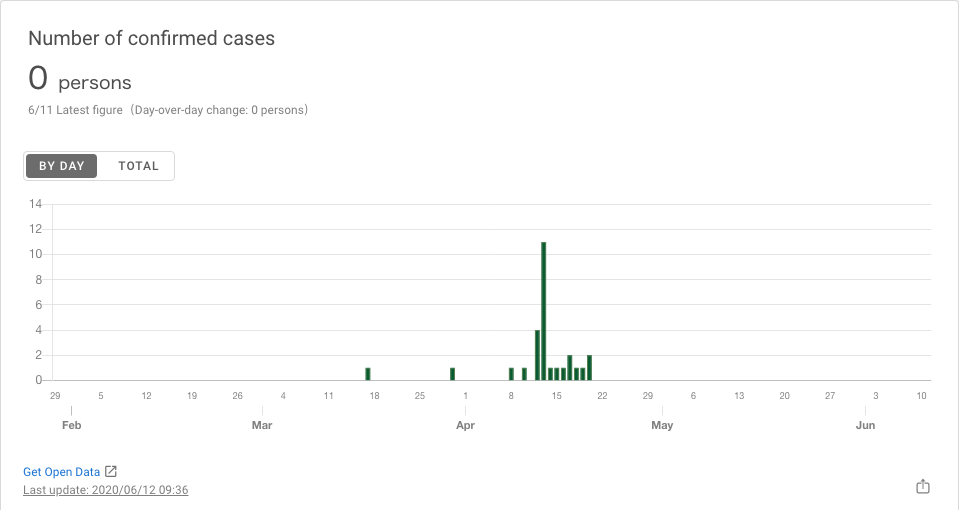 Number of confirmed cases
0 persons
6/11 Latest figure（Day-over-day change: 0 persons）
BY DAY TOTAL
14
12
10
8
6
4
2
0
29 5 12 19 26 4 11 18 25 1 8 15 22 29 6 13 20 27 3 10
Feb Mar Apr May Jun
Get Open Data
Last update: 2020/06/12 09:36